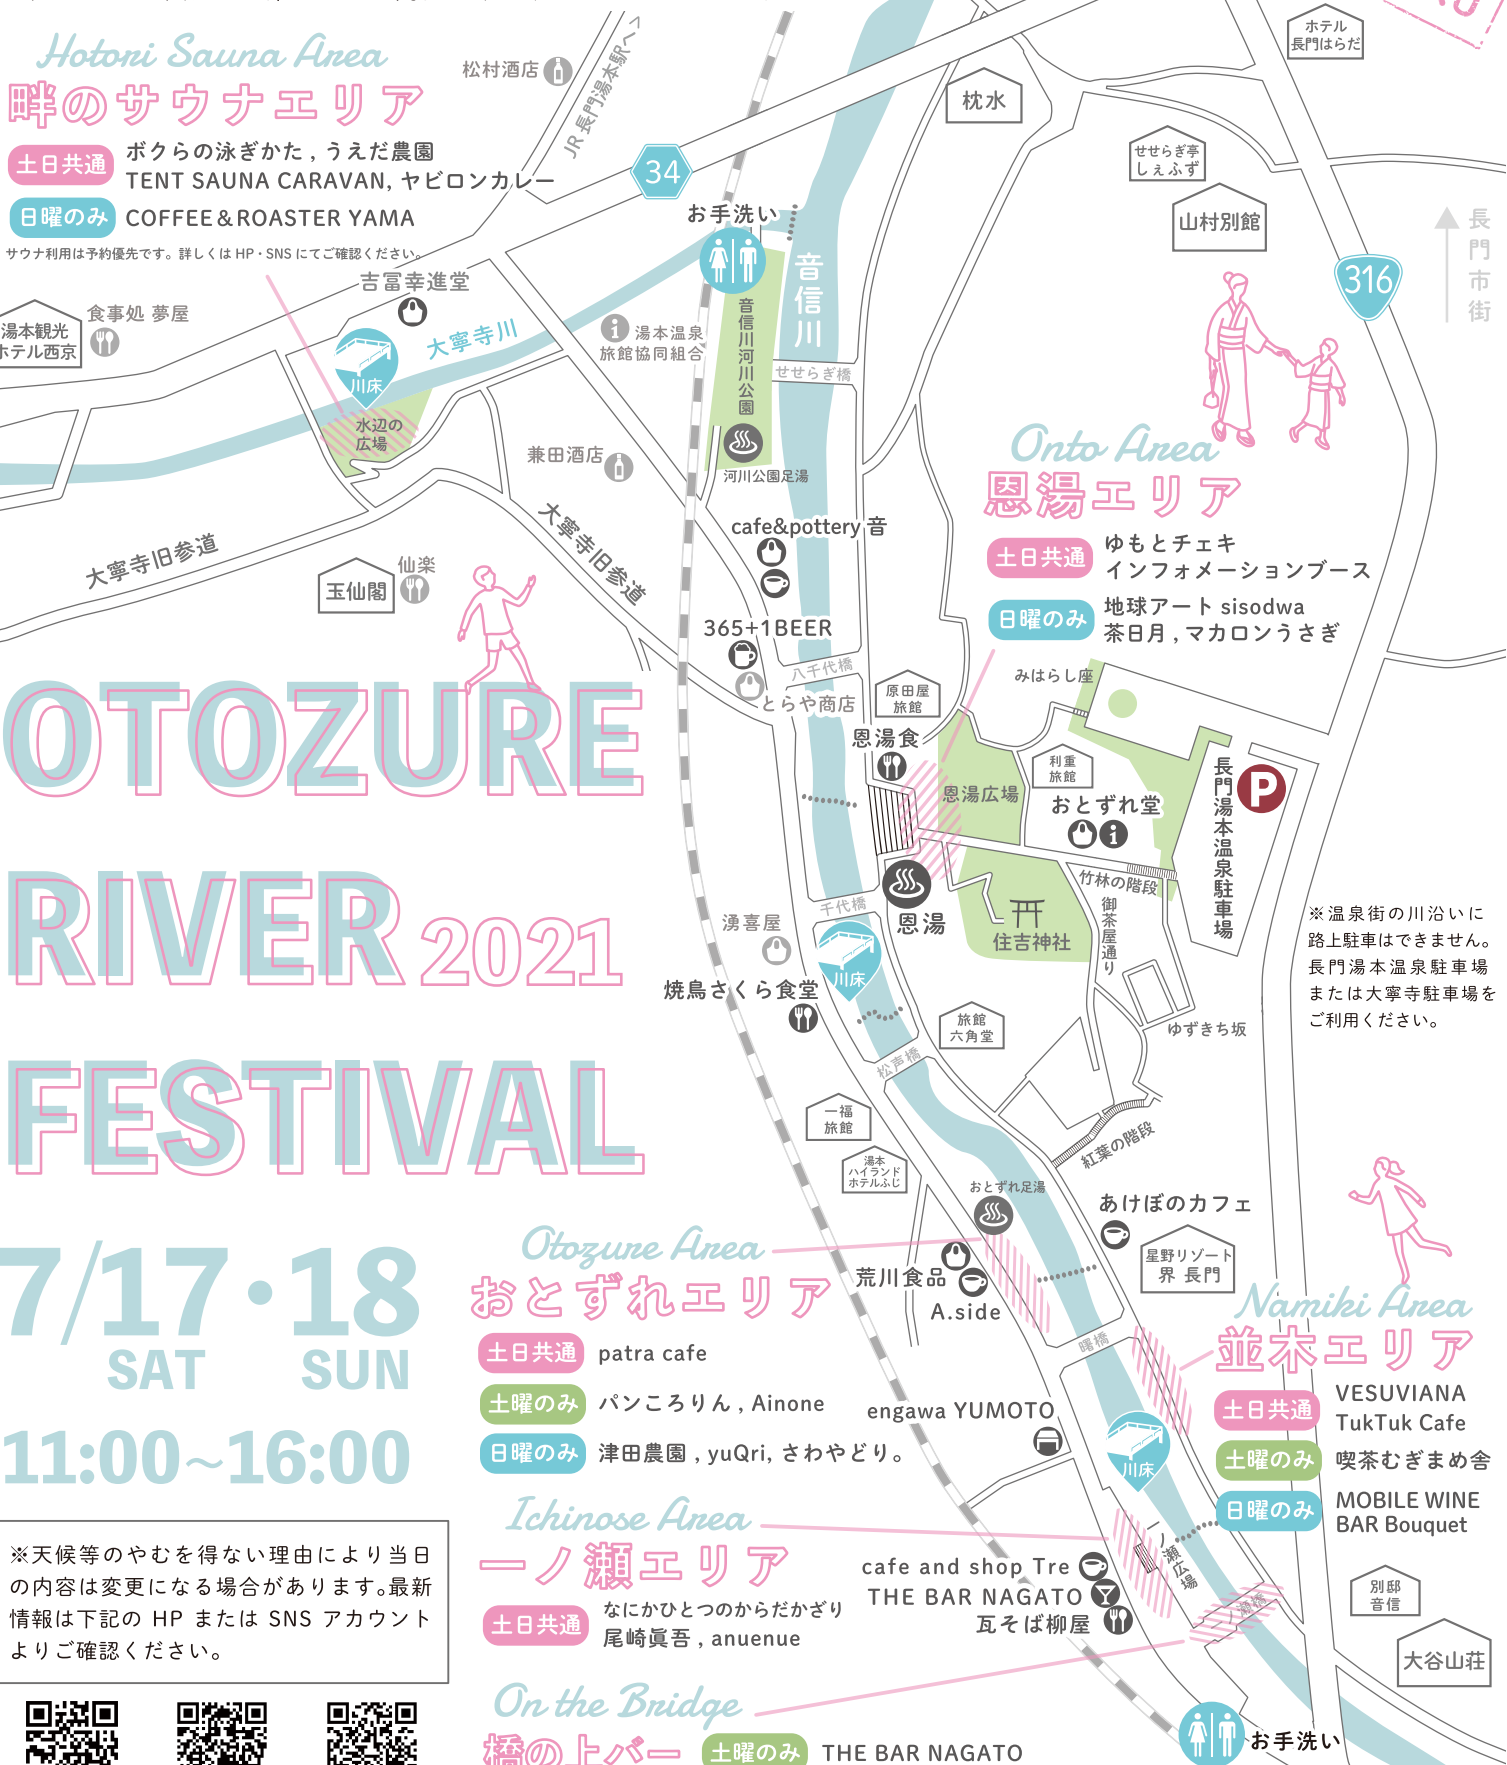 Hotori Sauna Area
畔のサウナエリア
土日共通
ボクらの泳ぎかた , うえだ農園
TENT SAUNA CARAVAN, ヤビロンカレー
日曜のみ
COFFEE＆ROASTER YAMA
サウナ利用は予約優先です。詳しくは HP・SNS にてご確認ください。
松村酒店
JR 長門湯本駅へ >
34
お手洗い
音信川
枕水
ホテル
長門はらだ
せせらぎ亭
しぇふず
山村別館
316
長門市街
吉冨幸進堂
食事処 夢屋
湯本観光
ホテル西京
川床
大寧寺川
水辺の
広場
湯本温泉
旅館協同組合
音信川河川公園
せせらぎ橋
河川公園足湯
兼田酒店
大寧寺旧参道
大寧寺旧参道
玉仙閣
仙楽
cafe&pottery 音
365+1BEER
八千代橋
とらや商店
Onto Area
恩湯エリア
土日共通
ゆもとチェキ
インフォメーションブース
日曜のみ
地球アート sisodwa
茶日月 , マカロンうさぎ
みはらし座
原田屋
旅館
恩湯食
恩湯広場
利重
旅館
おとずれ堂
長門湯本温泉駐車場
P
竹林の階段
御茶屋通り
恩湯
住吉神社
千代橋
湧喜屋
川床
焼鳥さくら食堂
旅館
六角堂
ゆずきち坂
松声橋
紅葉の階段
一福
旅館
湯本
ハイランド
ホテルふじ
※温泉街の川沿いに
路上駐車はできません。
長門湯本温泉駐車場
または大寧寺駐車場を
ご利用ください。
OTOZURE
RIVER 2021
FESTIVAL
7/17・18
SAT
SUN
11:00～16:00
※天候等のやむを得ない理由により当日
の内容は変更になる場合があります。最新
情報は下記の HP または SNS アカウント
よりご確認ください。
Otozure Area
おとずれエリア
土日共通
patra cafe
土曜のみ
パンころりん , Ainone
日曜のみ
津田農園 , yuQri, さわやどり。
おとずれ足湯
荒川食品
A.side
あけぼのカフェ
星野リゾート
界 長門
曙橋
engawa YUMOTO
川床
Namiki Area
並木エリア
土日共通
VESUVIANA
TukTuk Cafe
土曜のみ
喫茶むぎまめ舎
日曜のみ
MOBILE WINE
BAR Bouquet
Ichinose Area
一ノ瀬エリア
土日共通
なにかひとつのからだかざり
尾崎眞吾 , anuenue
cafe and shop Tre
THE BAR NAGATO
瓦そば柳屋
一ノ瀬広場
一ノ瀬橋
別邸
音信
大谷山荘
On the Bridge
橋の上バー
土曜のみ
THE BAR NAGATO
お手洗い